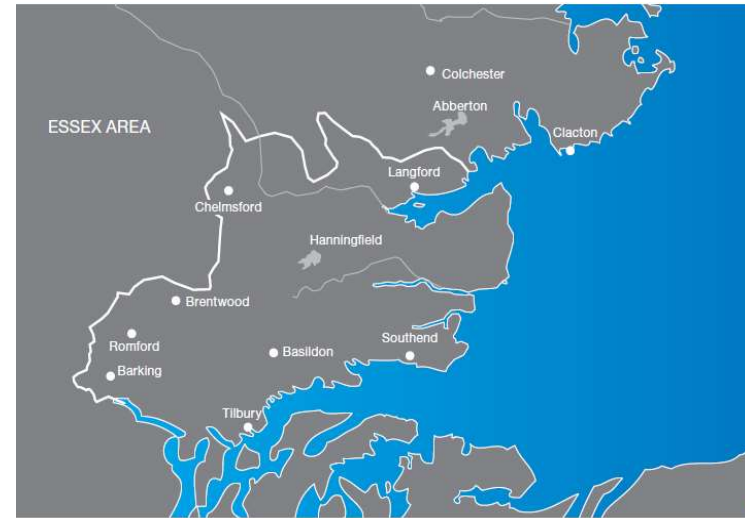 Colchester
Abberton
ESSEX AREA
Clacton
Langford
Chelmsford
Hanningfield
Brentwood
Southend
Romford
Basildon
Barking
Tilbury